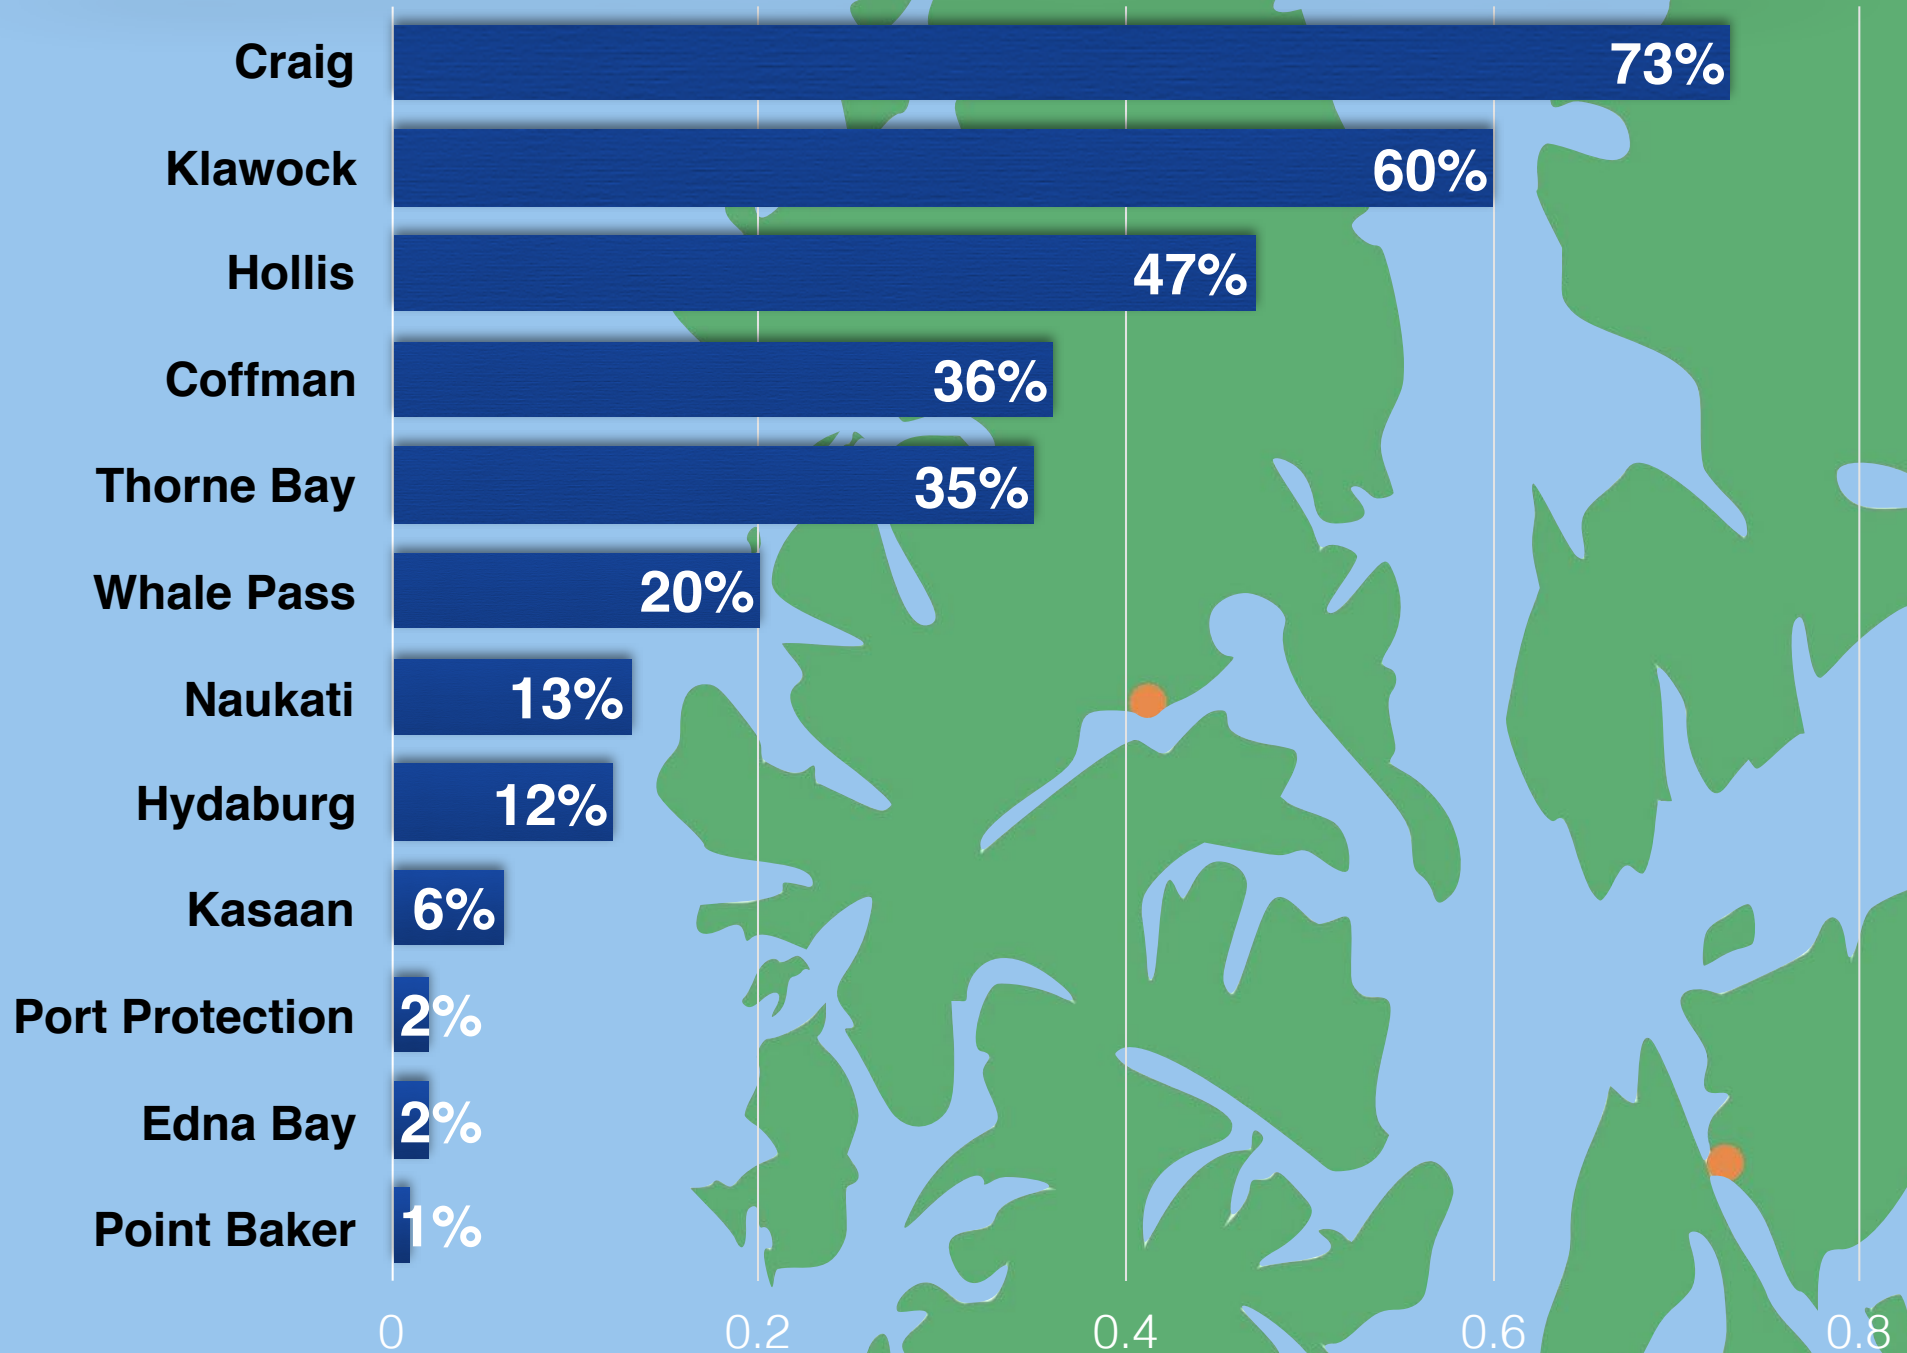 Craig 73%
Klawock 60%
Hollis 47%
Coffman 36%
Thorne Bay 35%
Whale Pass 20%
Naukati 13%
Hydaburg 12%
Kasaan 6%
Port Protection 2%
Edna Bay 2%
Point Baker 1%
0 0.2 0.4 0.6 0.8